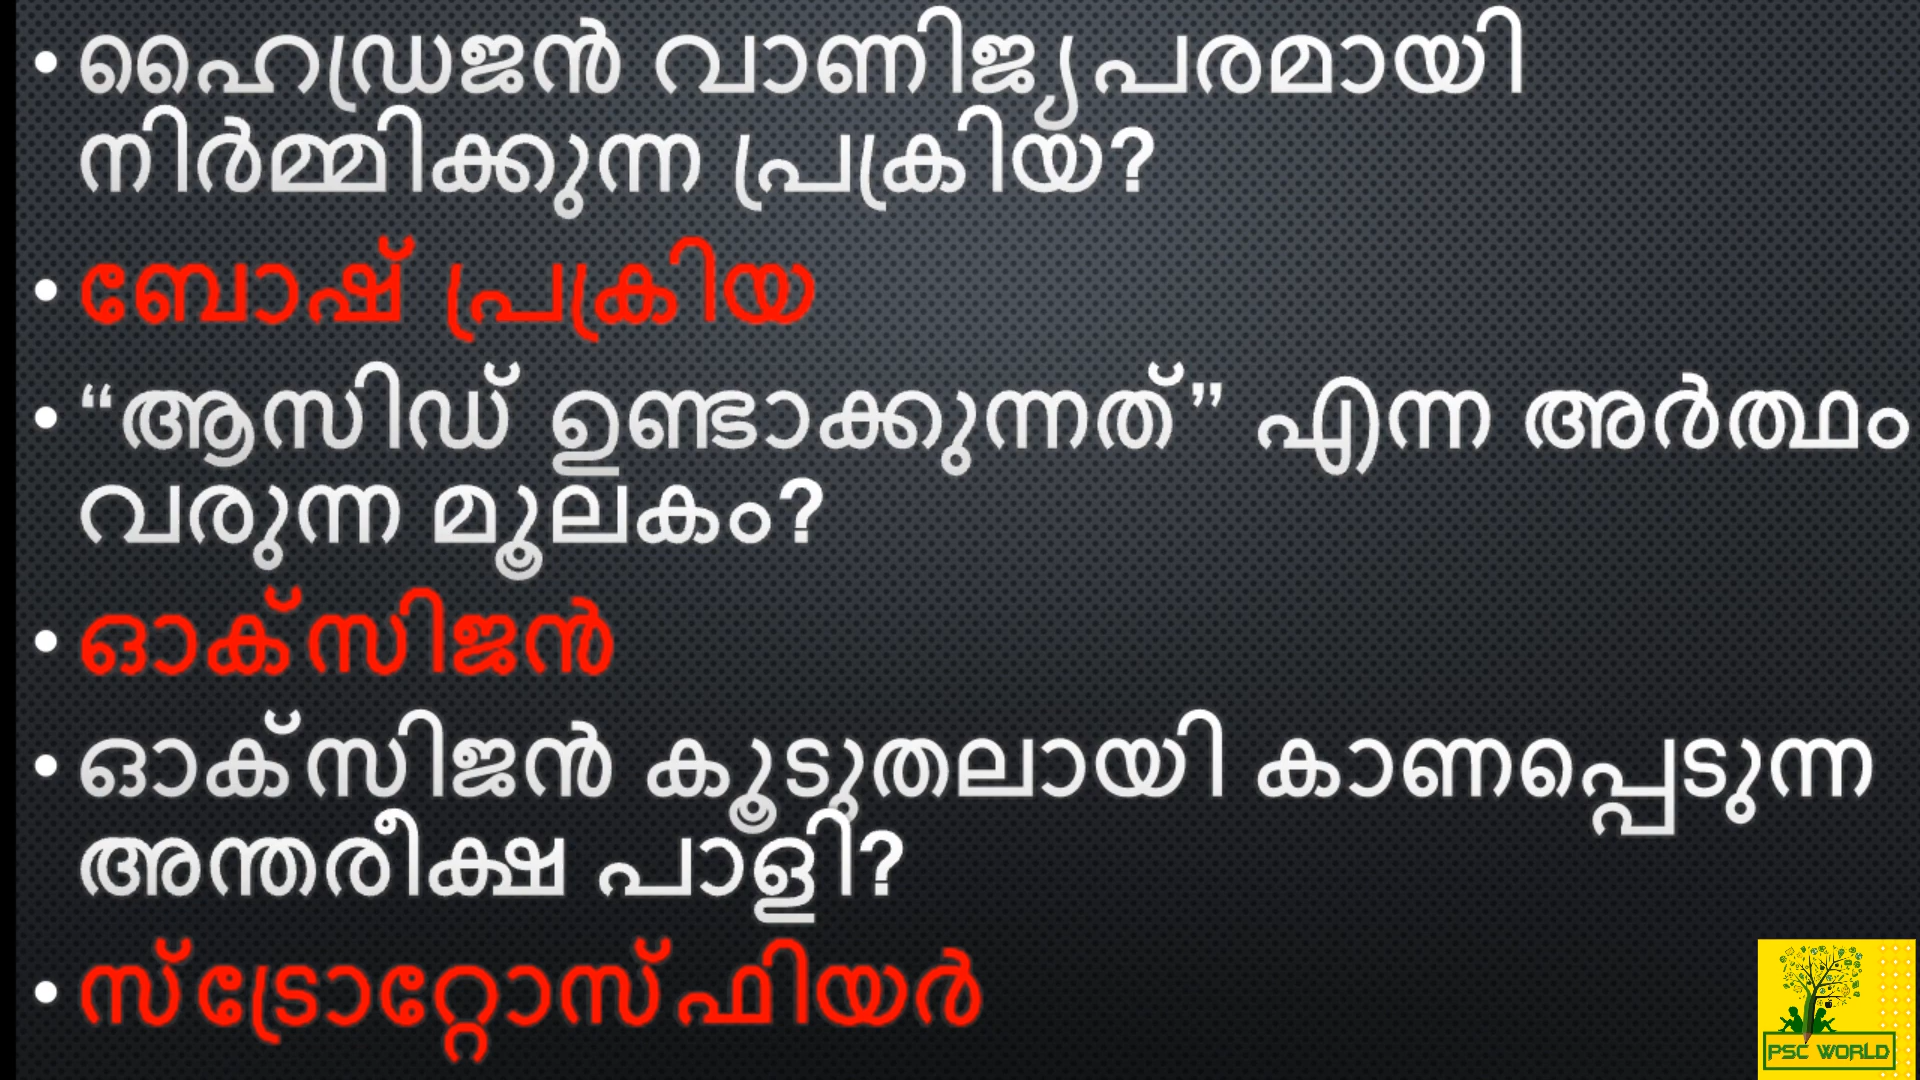 • ഹൈഡ്രജൻ വാണിജ്യപരമായി
നിർമ്മിക്കുന്ന പ്രക്രിയ?
• ബോഷ് പ്രക്രിയ
• “ആസിഡ് ഉണ്ടാക്കുന്നത്” എന്ന അർത്ഥം
വരുന്ന മൂലകം?
• ഓക്സിജൻ
• ഓക്സിജൻ കൂടുതലായി കാണപ്പെടുന്ന
അന്തരീക്ഷ പാളി?
• സ്ട്രോറ്റോസ്ഫിയർ
PSC WORLD